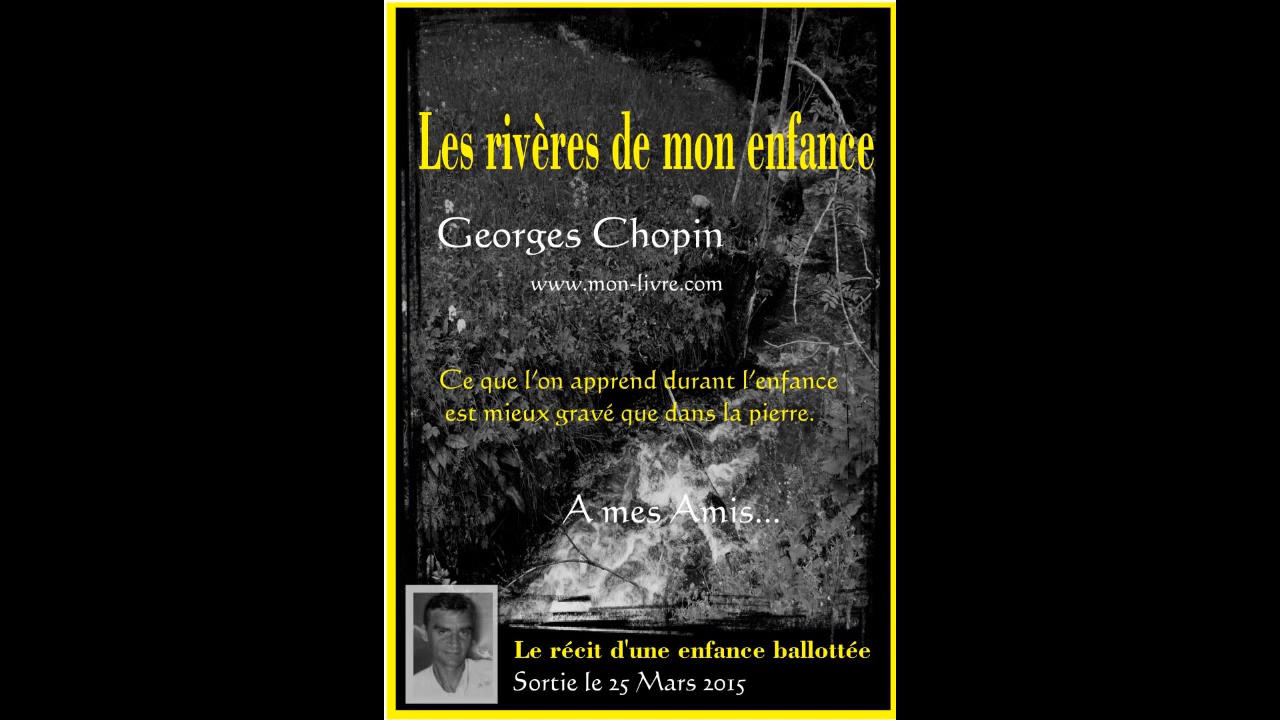 Les rivères de mon enfance
Georges Chopin
www.mon-livre.com
Ce que l'on apprend durant l'enfance
est mieux gravé que dans la pierre.
A mes Amis...
Le récit d'une enfance ballottée
Sortie le 25 Mars 2015